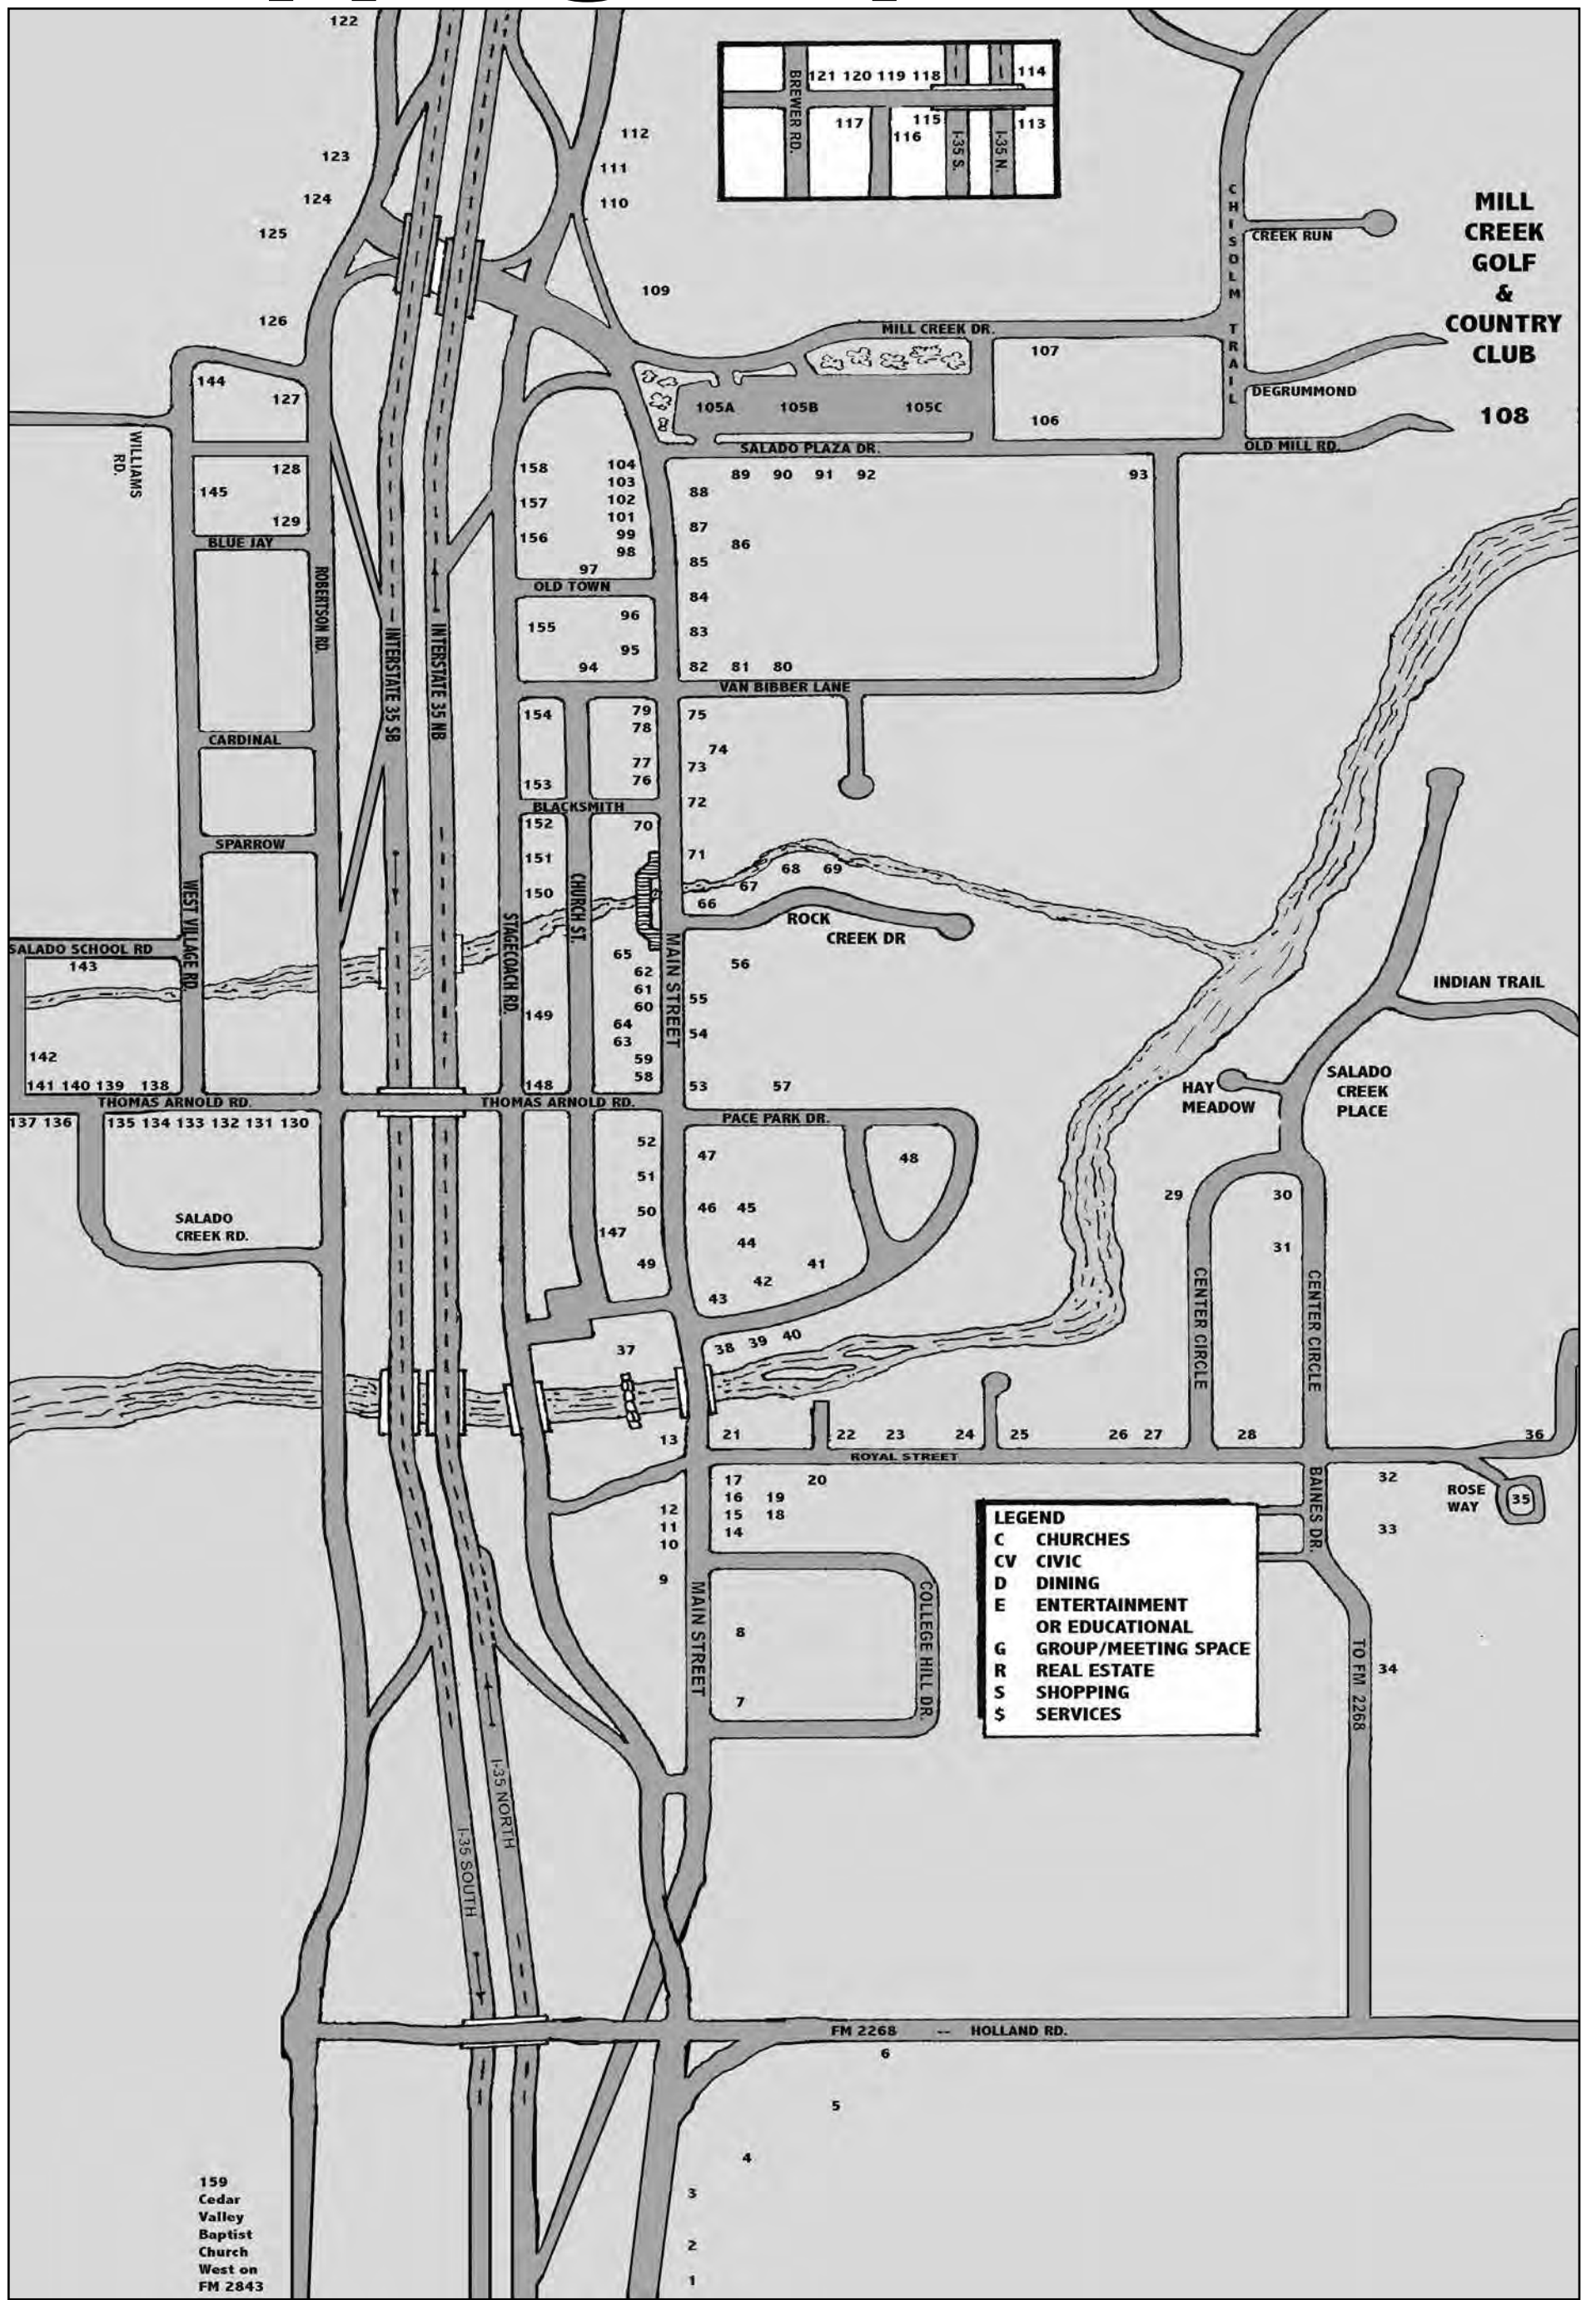 122
121 120 119 118
114
BREWER RD.
117
116
115
113
I-35 S.
I-35 N.
112
111
110
123
124
125
126
109
CHISOLM TRAIL
CREEK RUN
MILL
CREEK
GOLF
&
COUNTRY
CLUB
108
MILL CREEK DR.
107
106
105A 105B 105C
DEGRUMMOND
OLD MILL RD.
SALADO PLAZA DR.
144
127
WILLIAMS
RD.
128
145
129
BLUE JAY
ROBERTSON RD.
INTERSTATE 35 SB
INTERSTATE 35 NB
158
157
156
104
103
102
101
99
98
97
OLD TOWN
88
89 90 91 92
93
87
86
85
84
83
82 81 80
96
155
95
94
VAN BIBBER LANE
154
79
78
77
76
75
74
73
72
153
CARDINAL
BLACKSMITH
152
151
150
70
71
SPARROW
68 69
67
66
ROCK
CREEK DR
WEST VILLAGE RD.
STAGECOACH RD.
CHURCH ST.
MAIN STREET
SALADO SCHOOL RD
143
65
62
61
60
64
63
59
58
56
55
54
53
57
149
148
142
141 140 139 138
THOMAS ARNOLD RD.
THOMAS ARNOLD RD.
137 136
135 134 133 132 131 130
PACE PARK DR.
INDIAN TRAIL
SALADO
CREEK
PLACE
HAY
MEADOW
52
51
50
147
49
47
48
46 45
44
41
42
43
29
30
31
SALADO
CREEK RD.
CENTER CIRCLE
CENTER CIRCLE
37
38 39 40
13
21
22 23 24 25 26 27 28
36
ROYAL STREET
17
16
15
14
20
19
18
12
11
10
9
32
33
BAINES DR.
ROSE
WAY
35
LEGEND
C CHURCHES
CV CIVIC
D DINING
E ENTERTAINMENT
OR EDUCATIONAL
G GROUP/MEETING SPACE
R REAL ESTATE
S SHOPPING
$ SERVICES
MAIN STREET
COLLEGE HILL DR.
8
7
TO FM 2268
34
I-35 NORTH
I-35 SOUTH
FM 2268 -- HOLLAND RD.
6
5
4
3
2
1
159
Cedar
Valley
Baptist
Church
West on
FM 2843